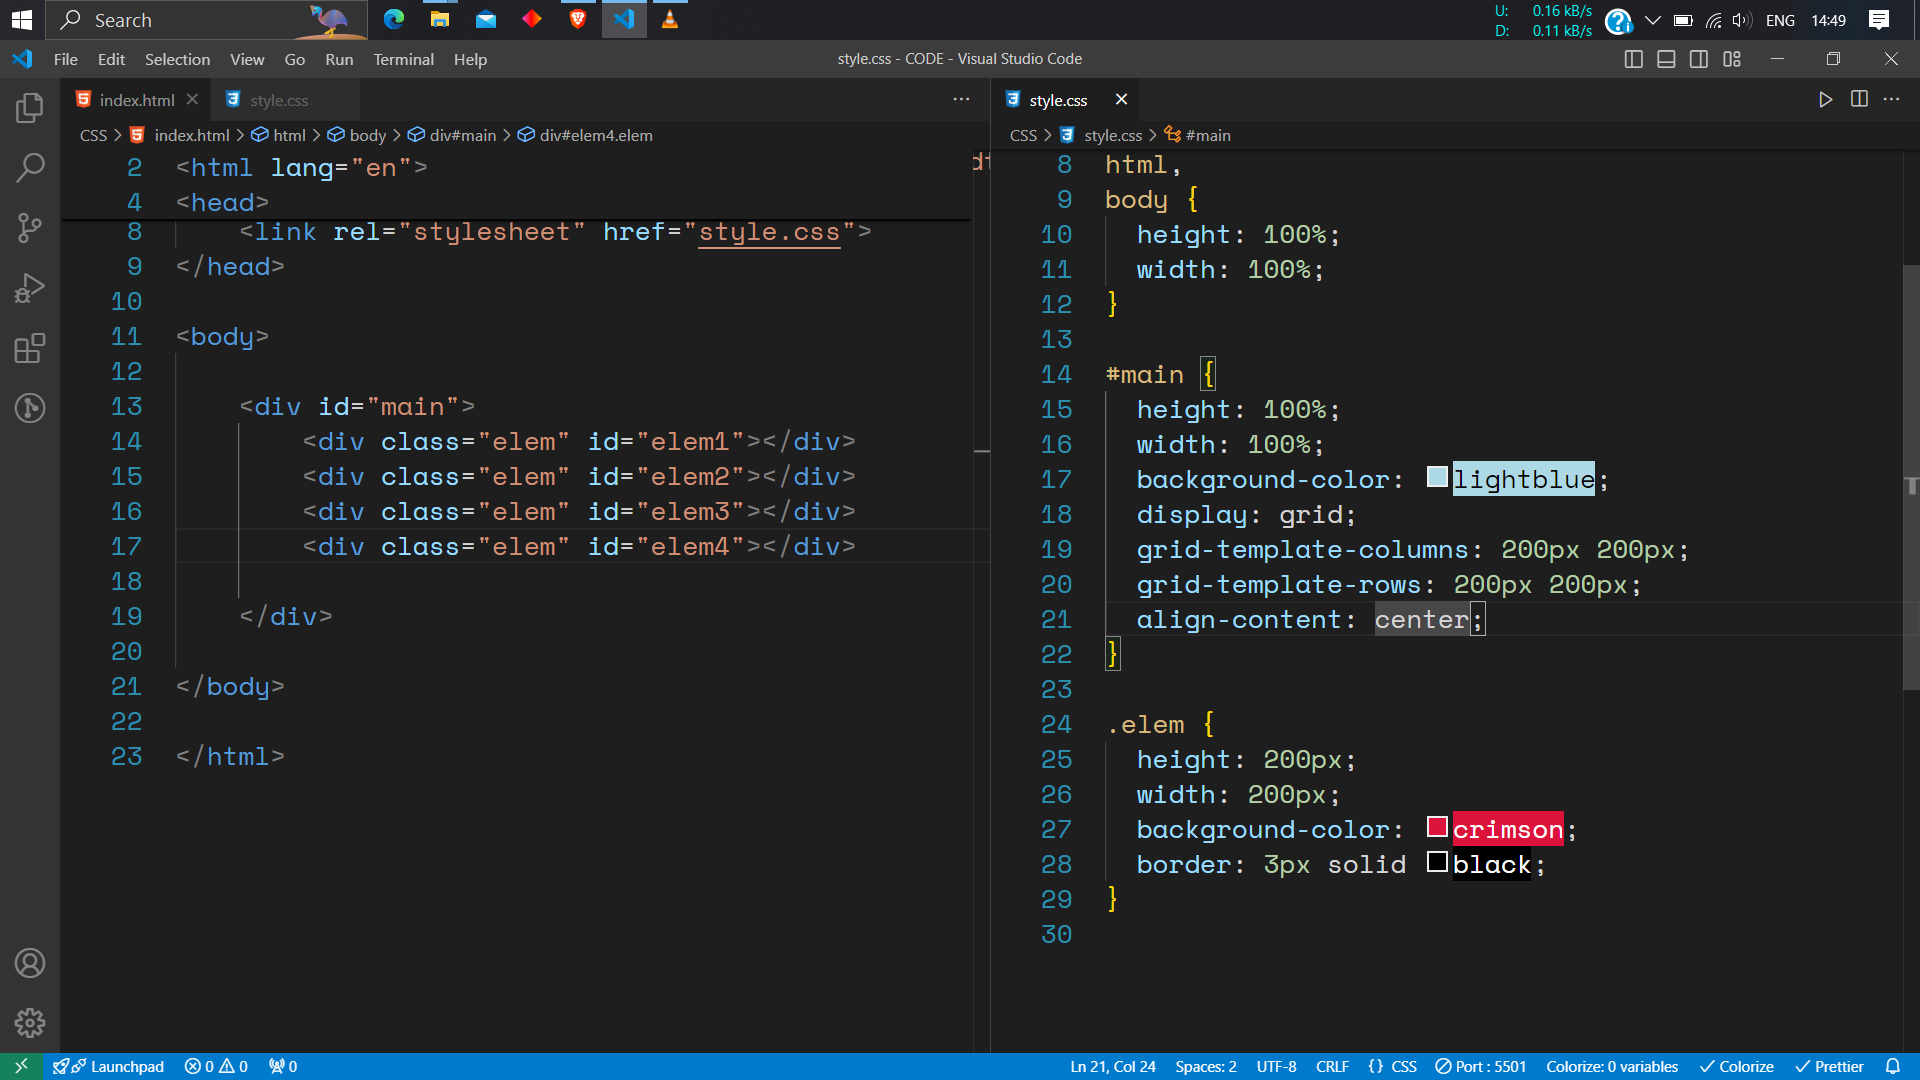 Search
U: 0.16 kB/s
D: 0.11 kB/s
ENG 14:49
File Edit Selection View Go Run Terminal Help
style.css - CODE - Visual Studio Code
index.html
style.css
CSS > index.html > html > body > div#main > div#elem4.elem
2 <html lang="en">
4 <head>
8 <link rel="stylesheet" href="style.css">
9 </head>
10
11 <body>
12
13 <div id="main">
14 <div class="elem" id="elem1"></div>
15 <div class="elem" id="elem2"></div>
16 <div class="elem" id="elem3"></div>
17 <div class="elem" id="elem4"></div>
18
19 </div>
20
21 </body>
22
23 </html>
style.css
CSS > style.css > #main
8 html,
9 body {
10 height: 100%;
11 width: 100%;
12 }
13
14 #main {
15 height: 100%;
16 width: 100%;
17 background-color: lightblue;
18 display: grid;
19 grid-template-columns: 200px 200px;
20 grid-template-rows: 200px 200px;
21 align-content: center;
22 }
23
24 .elem {
25 height: 200px;
26 width: 200px;
27 background-color: crimson;
28 border: 3px solid black;
29 }
30
Launchpad 0 0 0
Ln 21, Col 24 Spaces: 2 UTF-8 CRLF {} CSS Port : 5501 Colorize: 0 variables Colorize Prettier